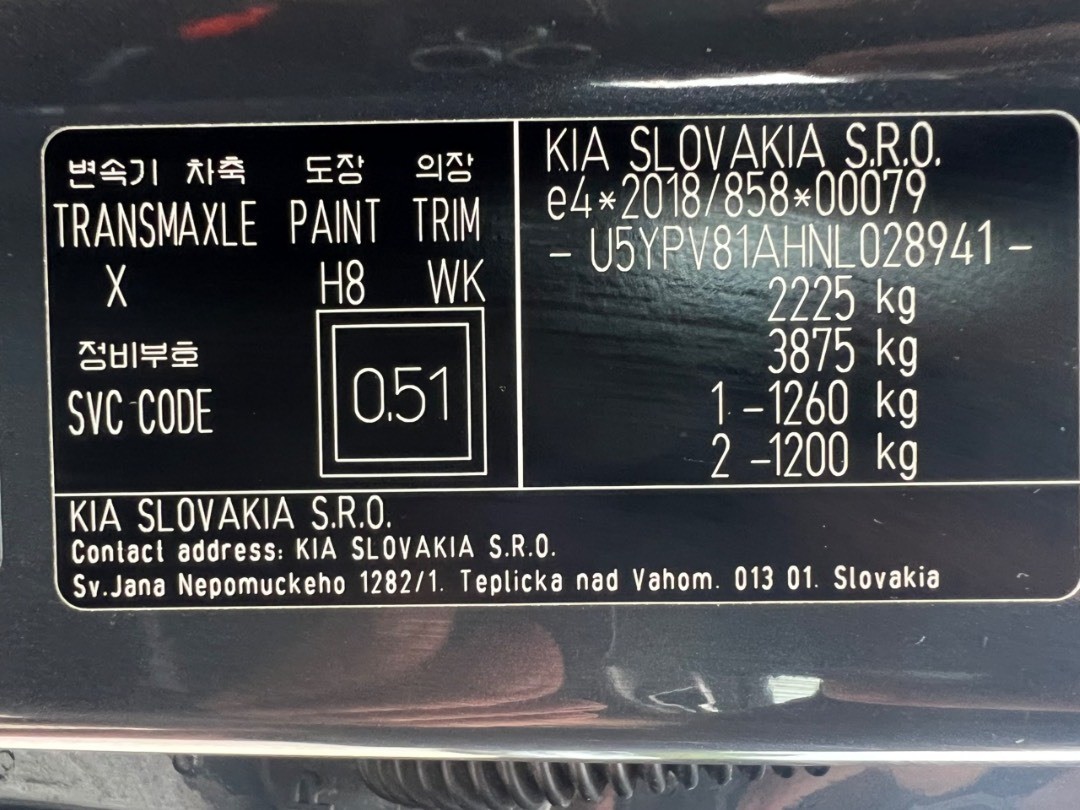 변속기 차축 도장 의장
TRANSMAXLE PAINT TRIM
X H8 WK
정비부호
SVC CODE
0.51
KIA SLOVAKIA S.R.O.
e4*2018/858*00079
- U5YPV81AHNL028941 -
2225 kg
3875 kg
1 -1260 kg
2 -1200 kg
KIA SLOVAKIA S.R.O.
Contact address: KIA SLOVAKIA S.R.O.
Sv.Jana Nepomuckeho 1282/1. Teplicka nad Vahom. 013 01. Slovakia